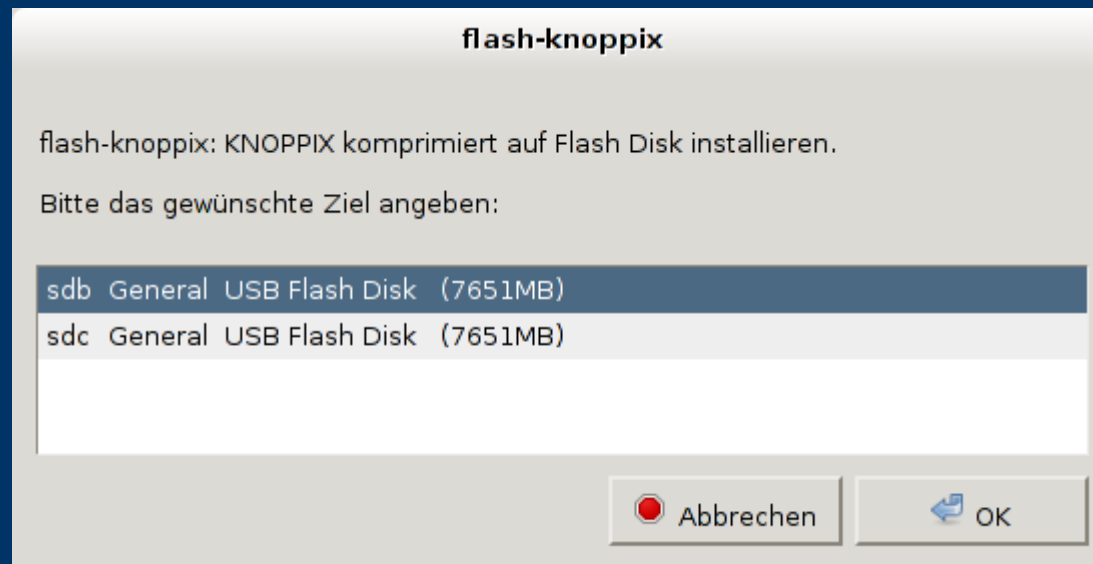 flash-knoppix
flash-knoppix: KNOPPIX komprimiert auf Flash Disk installieren.
Bitte das gewünschte Ziel angeben:
sdb General USB Flash Disk (7651MB)
sdc General USB Flash Disk (7651MB)
Abbrechen OK